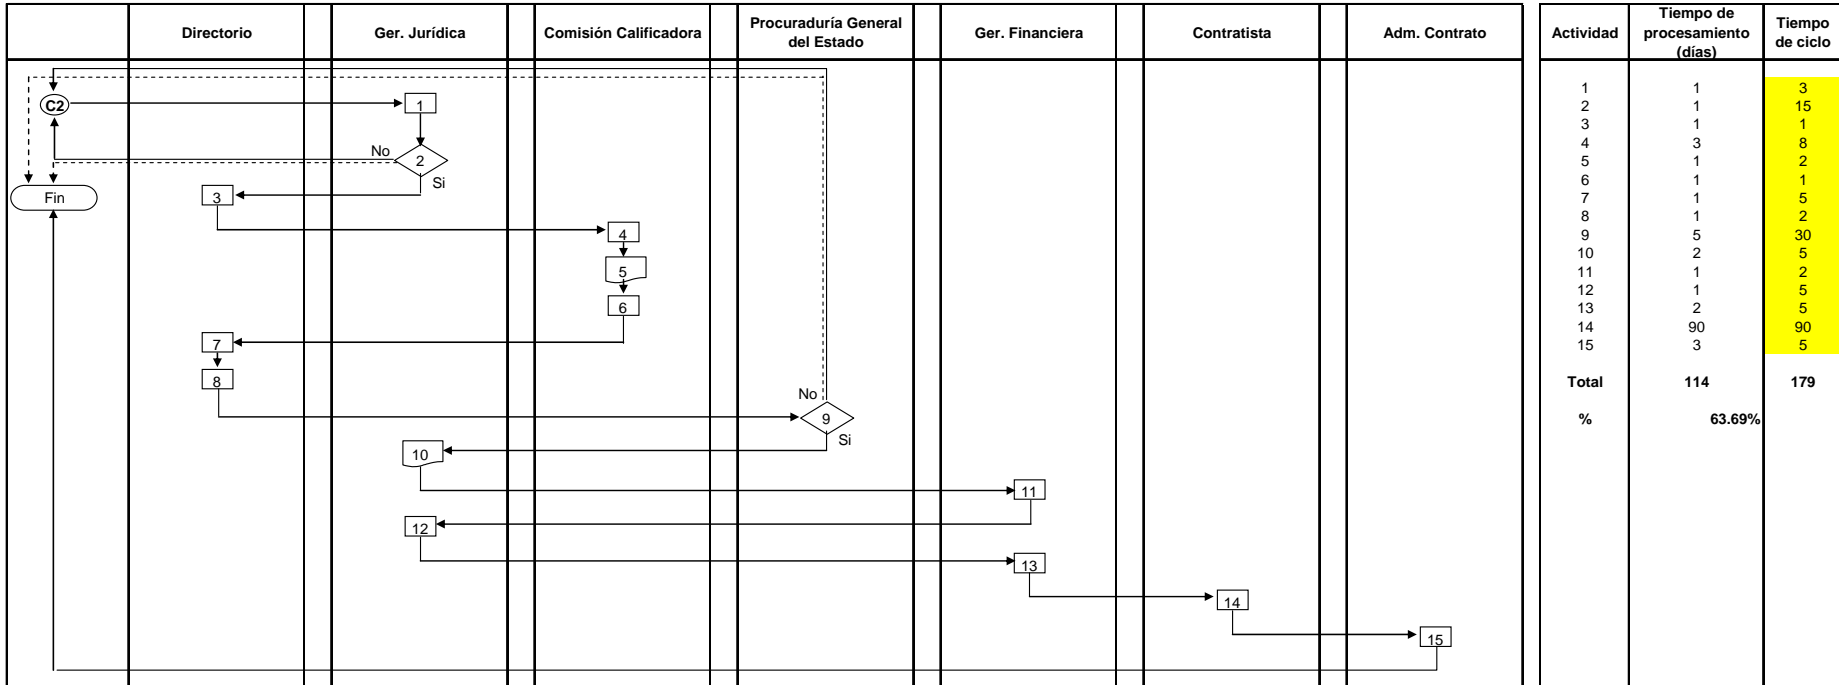 Directorio
Ger. Jurídica
Comisión Calificadora
Procuraduría General
del Estado
Ger. Financiera
Contratista
Adm. Contrato
Actividad
Tiempo de
procesamiento
(días)
Tiempo
de ciclo
C2
1
No
2
Si
Fin
3
4
5
6
7
8
No
9
Si
10
11
12
13
14
15
1 1 3
2 1 15
3 1 1
4 3 8
5 1 2
6 1 1
7 1 5
8 1 2
9 5 30
10 2 5
11 1 2
12 1 5
13 2 5
14 90 90
15 3 5
Total 114 179
% 63.69%